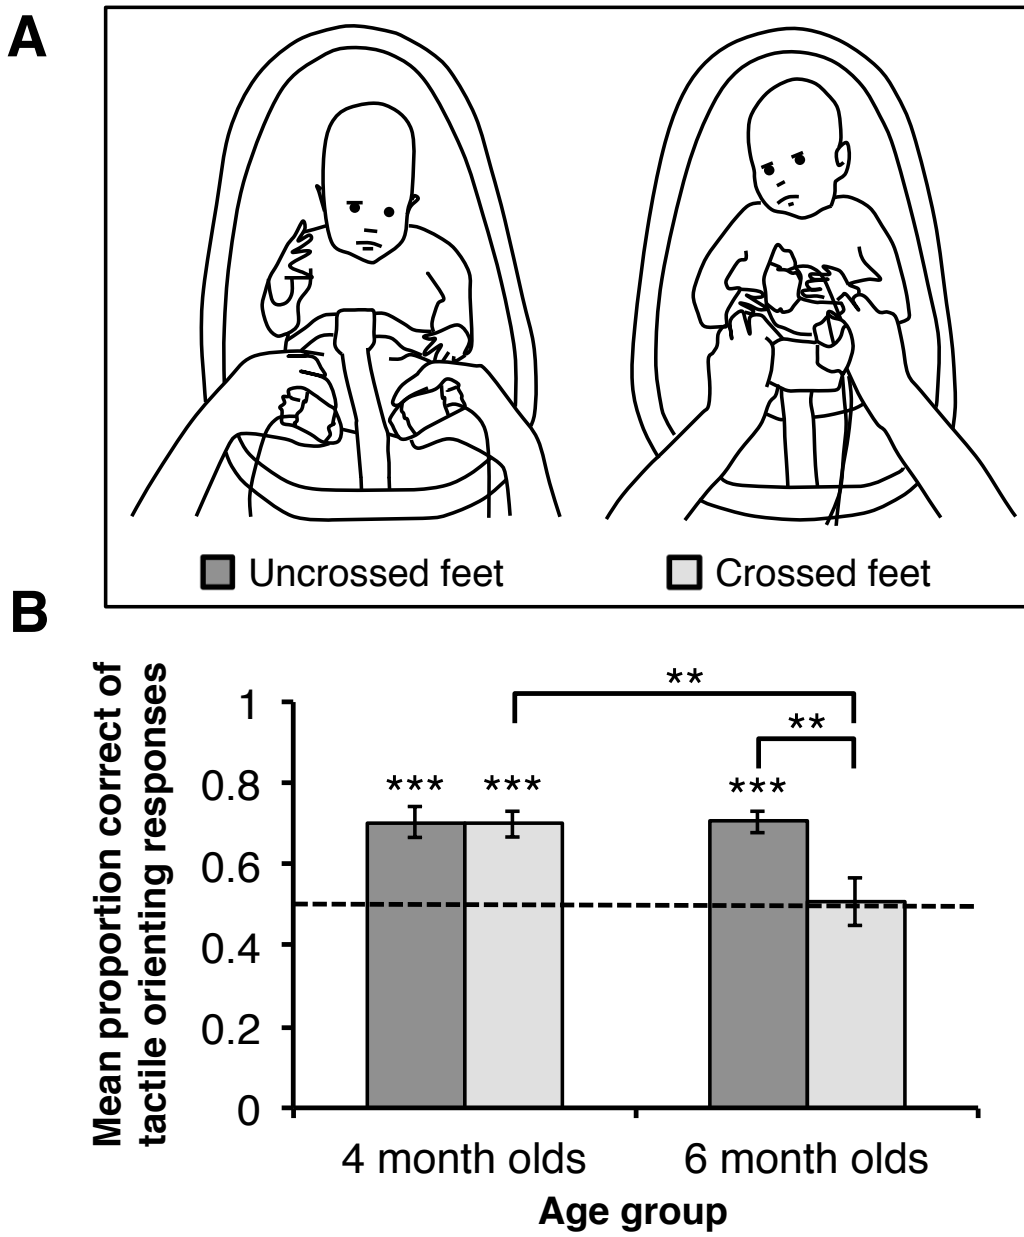 A
Uncrossed feet
Crossed feet
B
Mean proportion correct of
tactile orienting responses
**
**
1
***
***
***
0.8
0.6
0.4
0.2
0
4 month olds
6 month olds
Age group